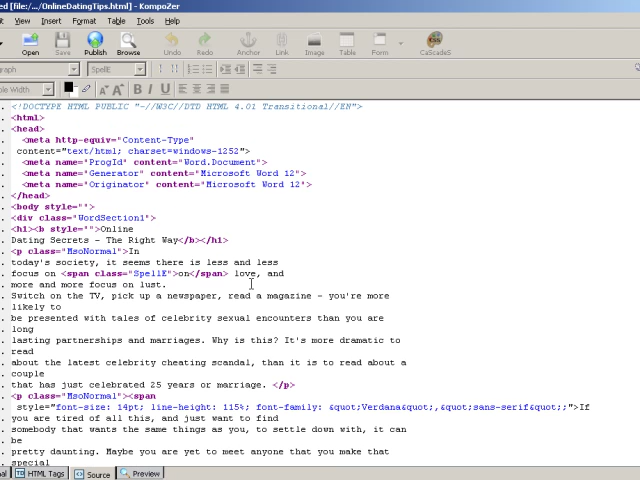 ed [file:/.../OnlineDatingTips.html] - KompoZer
it View Insert Format Table Tools Help
Open Save Publish Browse Undo Redo Anchor Link Image Table Form CaScadeS
graph SpellE
ble Width
<!DOCTYPE HTML PUBLIC "-//W3C//DTD HTML 4.01 Transitional//EN">
<html>
<head>
<meta http-equiv="Content-Type"
content="text/html; charset=windows-1252">
<meta name="ProgId" content="Word.Document">
<meta name="Generator" content="Microsoft Word 12">
<meta name="Originator" content="Microsoft Word 12">
</head>
<body style="">
<div class="WordSection1">
<h1><b style="">Online
Dating Secrets - The Right Way</b></h1>
<p class="MsoNormal">In
today's society, it seems there is less and less
focus on <span class="SpellE">on</span> love, and
more and more focus on lust.
Switch on the TV, pick up a newspaper, read a magazine - you're more
likely to
be presented with tales of celebrity sexual encounters than you are
long
lasting partnerships and marriages. Why is this? It's more dramatic to
read
about the latest celebrity cheating scandal, than it is to read about a
couple
that has just celebrated 25 years or marriage. </p>
<p class="MsoNormal"><span
style="font-size: 14pt; line-height: 115%; font-family: &quot;Verdana&quot;,&quot;sans-serif&quot;;">If
you are tired of all this, and just want to find
somebody that wants the same things as you, to settle down with, it can
be
pretty daunting. Maybe you are yet to meet anyone that you make that
special
nal HTML Tags Source Preview